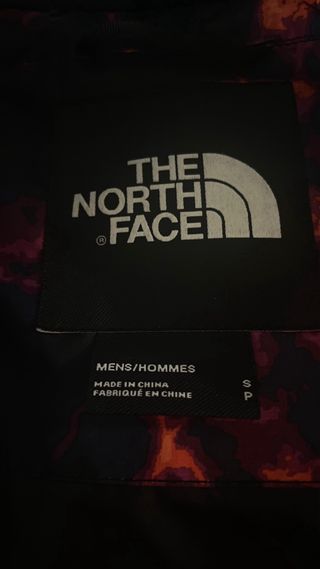 THE
NORTH
FACE
®
MENS/HOMMES
MADE IN CHINA S
FABRIQUÉ EN CHINE P